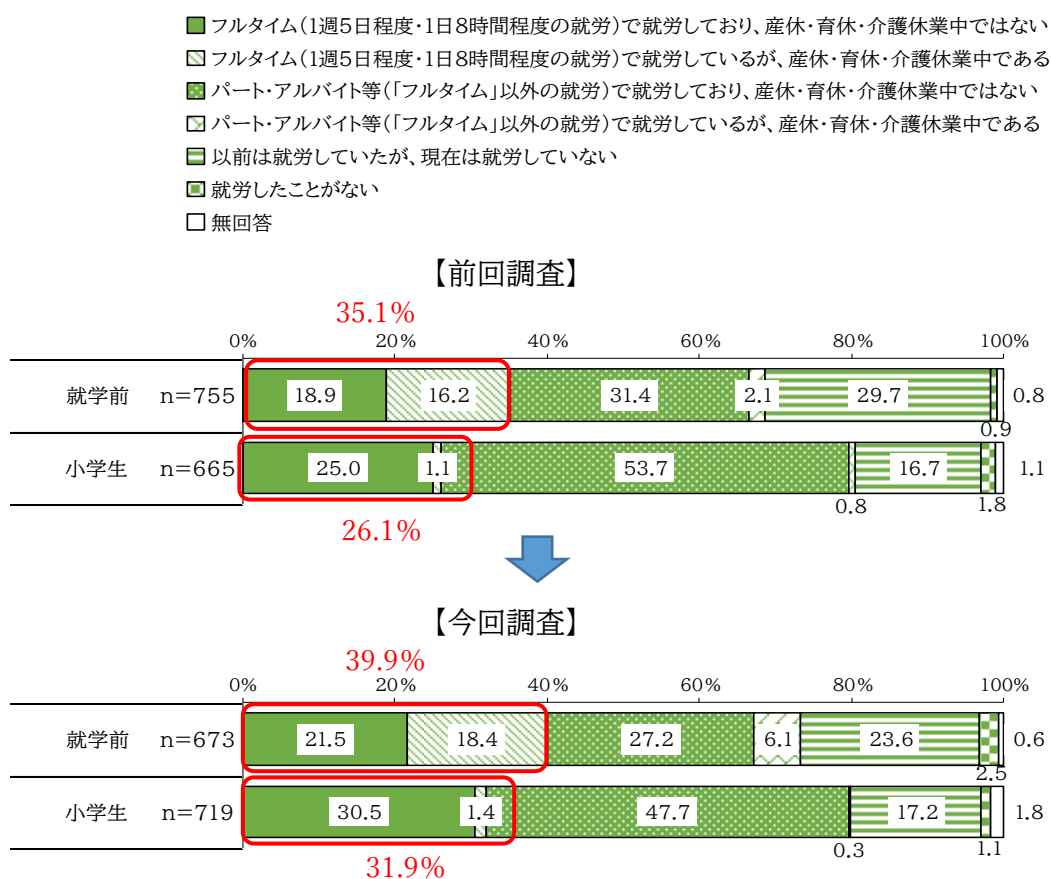 フルタイム(1週5日程度・1日8時間程度の就労)で就労しており、産休・育休・介護休業中ではない
フルタイム(1週5日程度・1日8時間程度の就労)で就労しているが、産休・育休・介護休業中である
パート・アルバイト等(「フルタイム」以外の就労)で就労しており、産休・育休・介護休業中ではない
パート・アルバイト等(「フルタイム」以外の就労)で就労しているが、産休・育休・介護休業中である
以前は就労していたが、現在は就労していない
就労したことがない
無回答
【前回調査】
35.1%
0% 20% 40% 60% 80% 100%
就学前 n=755 18.9 16.2 31.4 2.1 29.7 0.8
0.9
小学生 n=665 25.0 1.1 53.7 16.7 1.1
0.8 1.8
26.1%
【今回調査】
39.9%
0% 20% 40% 60% 80% 100%
就学前 n=673 21.5 18.4 27.2 6.1 23.6 0.6
2.5
小学生 n=719 30.5 1.4 47.7 17.2 1.8
0.3 1.1
31.9%